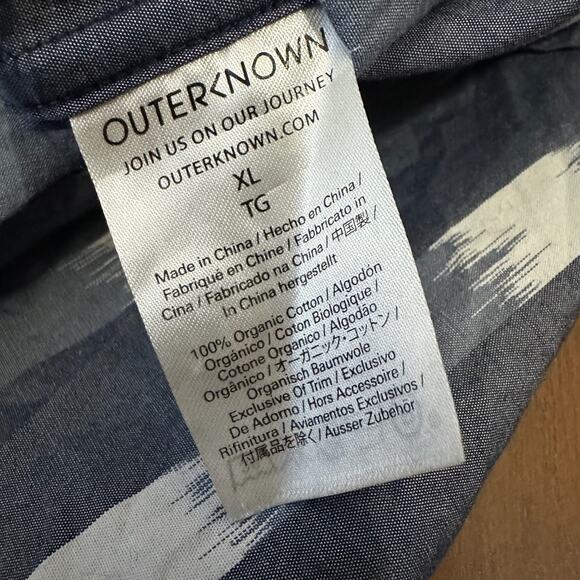 OUTERKNOWN
JOIN US ON OUR JOURNEY
OUTERKNOWN.COM
XL
TG
Made in China / Hecho en China /
Fabriqué en Chine / Fabbricato in
Cina / Fabricado na China / 中国製 /
In China hergestellt
100% Organic Cotton / Algodón
Orgánico / Coton Biologique /
Cotone Organico / Algodão
Orgânico / オーガニック・コットン /
Organisch Baumwolle
Exclusive Of Trim / Exclusivo
De Adorno / Hors Accessoire /
Rifinitura / Aviamentos Exclusivos /
付属品を除く / Ausser Zubehör